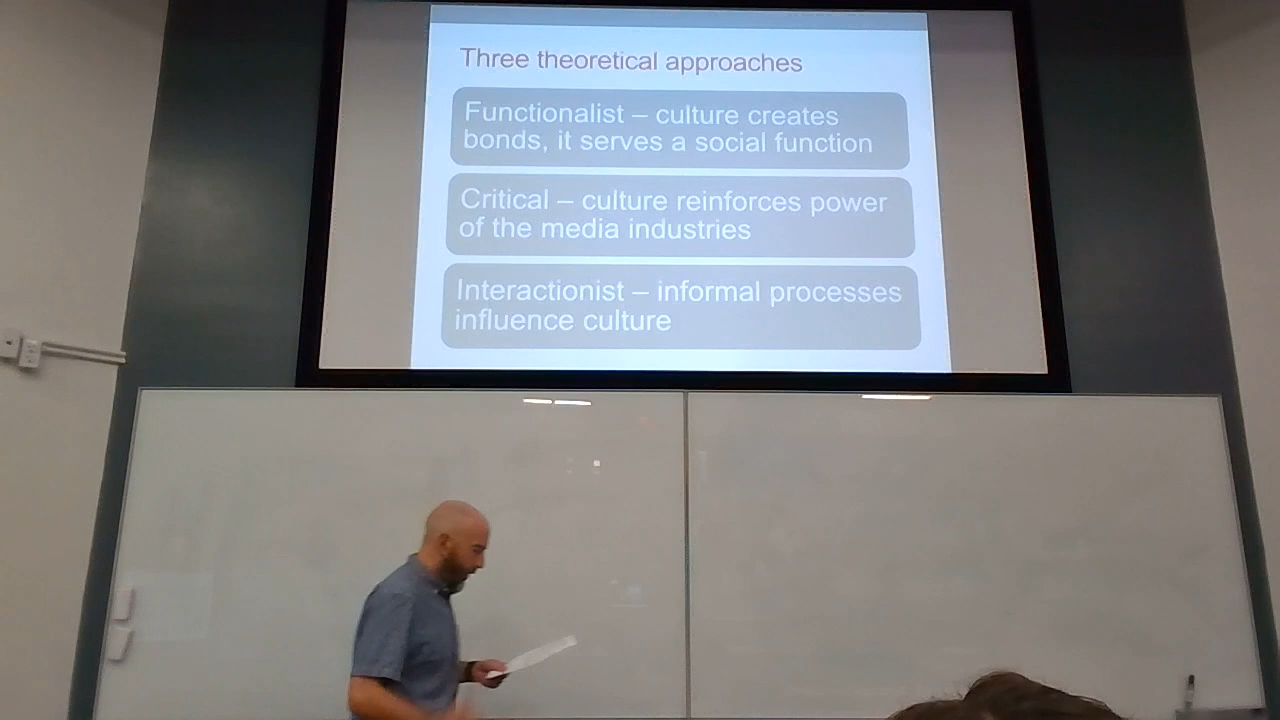 Three theoretical approaches
Functionalist – culture creates
bonds, it serves a social function
Critical – culture reinforces power
of the media industries
Interactionist – informal processes
influence culture